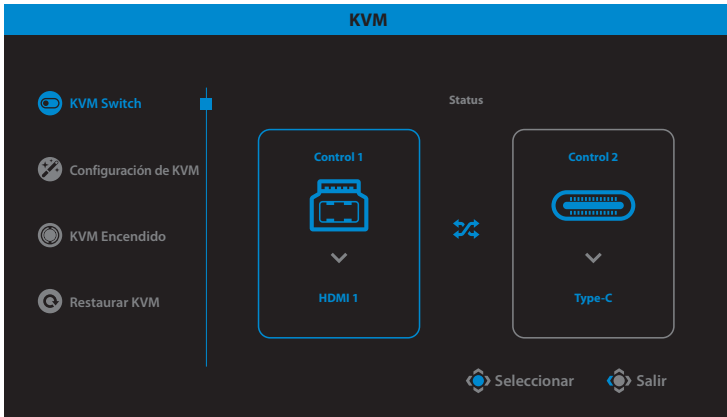 KVM
KVM Switch
Configuración de KVM
KVM Encendido
Restaurar KVM
Status
Control 1
HDMI 1
Control 2
Type-C
Seleccionar
Salir